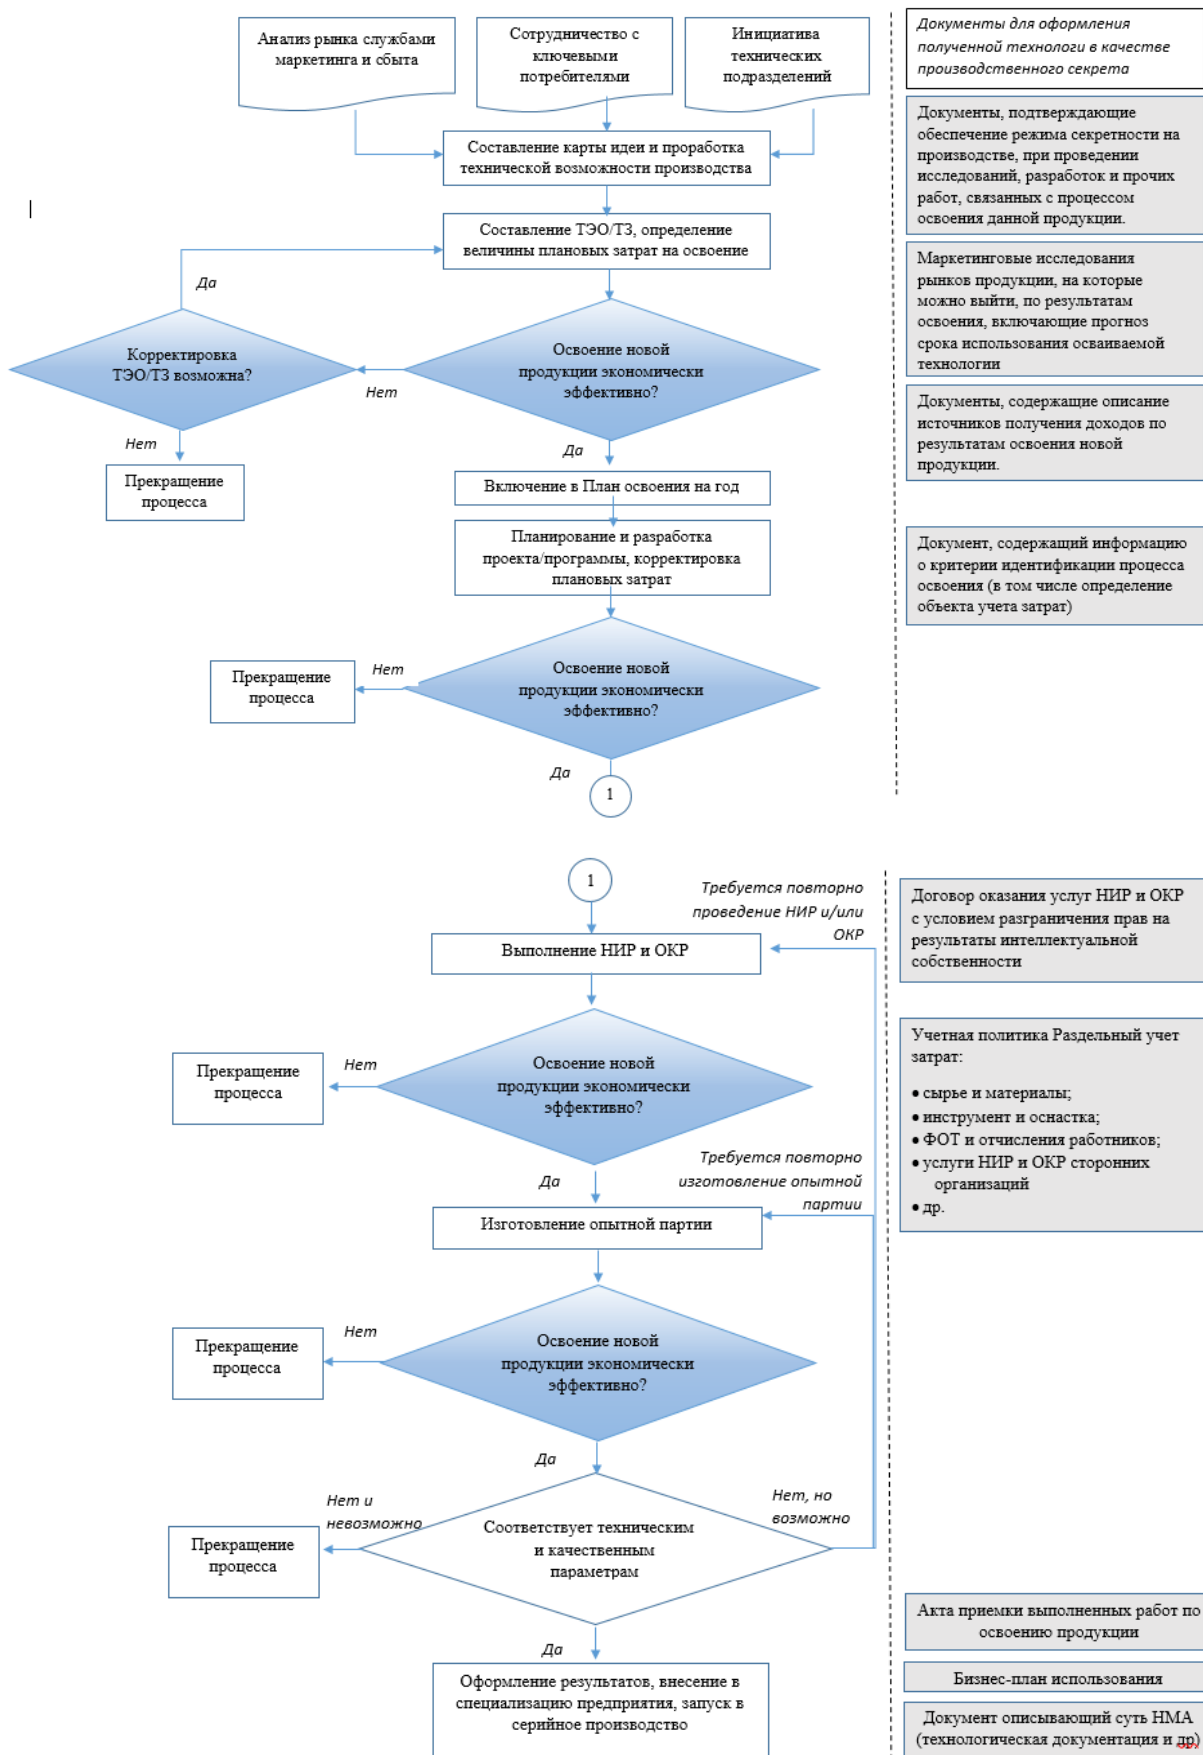 Анализ рынка службами
маркетинга и сбыта
Сотрудничество с
ключевыми
потребителями
Инициатива
технических
подразделений
Документы для оформления
полученной технологи в качестве
производственного секрета
Составление карты идеи и проработка
технической возможности производства
Документы, подтверждающие
обеспечение режима секретности на
производстве, при проведении
исследований, разработок и прочих
работ, связанных с процессом
освоения данной продукции.
Составление ТЭО/ТЗ, определение
величины плановых затрат на освоение
Маркетинговые исследования
рынков продукции, на которые
можно выйти, по результатам
освоения, включающие прогноз
срока использования осваиваемой
технологии
Да
Корректировка
ТЭО/ТЗ возможна?
Нет
Освоение новой
продукции экономически
эффективно?
Документы, содержащие описание
источников получения доходов по
результатам освоения новой
продукции.
Нет
Да
Прекращение
процесса
Включение в План освоения на год
Планирование и разработка
проекта/программы, корректировка
плановых затрат
Документ, содержащий информацию
о критерии идентификации процесса
освоения (в том числе определение
объекта учета затрат)
Прекращение
процесса
Нет
Освоение новой
продукции экономически
эффективно?
Да
1
1
Требуется повторно
проведение НИР и/или
ОКР
Договор оказания услуг НИР и ОКР
с условием разграничения прав на
результаты интеллектуальной
собственности
Выполнение НИР и ОКР
Учетная политика Раздельный учет
затрат:
• сырье и материалы;
• инструмент и оснастка;
• ФОТ и отчисления работников;
• услуги НИР и ОКР сторонних
организаций
• др.
Прекращение
процесса
Нет
Освоение новой
продукции экономически
эффективно?
Требуется повторно
изготовление опытной
партии
Да
Изготовление опытной партии
Прекращение
процесса
Нет
Освоение новой
продукции экономически
эффективно?
Да
Нет и
невозможно
Нет, но
возможно
Прекращение
процесса
Соответствует техническим
и качественным
параметрам
Да
Акта приемки выполненных работ по
освоению продукции
Оформление результатов, внесение в
специализацию предприятия, запуск в
серийное производство
Бизнес-план использования
Документ описывающий суть НМА
(технологическая документация и др)